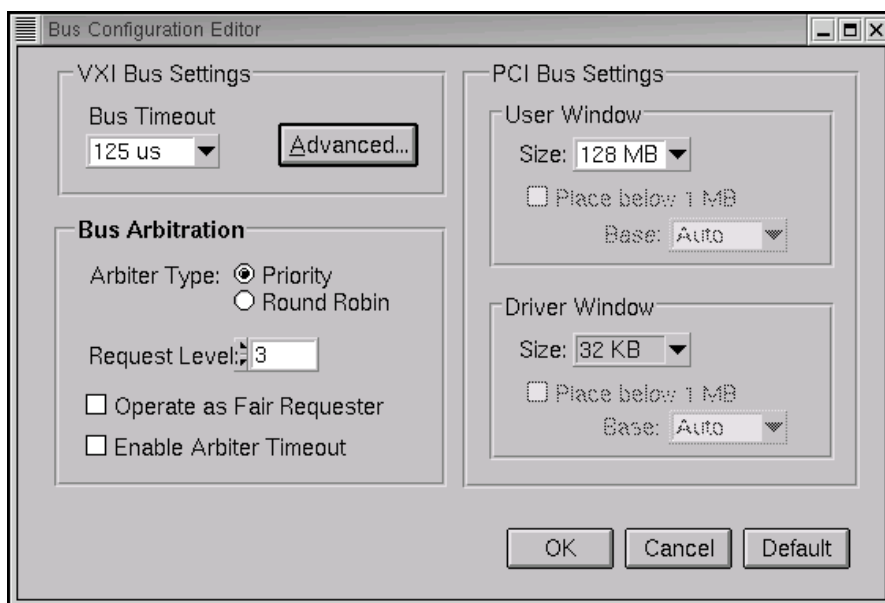 Bus Configuration Editor
VXI Bus Settings
Bus Timeout
125 us
Advanced...
Bus Arbitration
Arbiter Type: Priority
Round Robin
Request Level: 3
Operate as Fair Requester
Enable Arbiter Timeout
PCI Bus Settings
User Window
Size: 128 MB
Place below 1 MB
Base: Auto
Driver Window
Size: 32 KB
Place below 1 MB
Base: Auto
OK Cancel Default